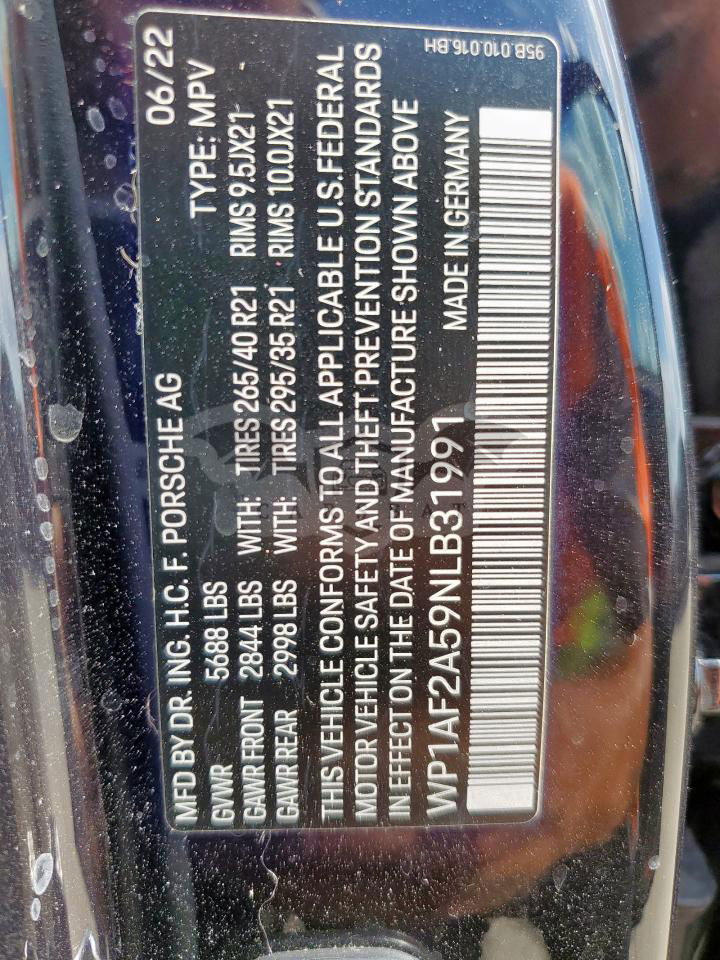 MFD BY DR. ING. H.C. F. PORSCHE AG 06/22
GVWR 5688 LBS TYPE: MPV
GAWR FRONT 2844 LBS WITH: TIRES 265/40 R21 RIMS 9.5JX21
GAWR REAR 2998 LBS WITH: TIRES 295/35 R21 RIMS 10.0JX21
THIS VEHICLE CONFORMS TO ALL APPLICABLE U.S. FEDERAL
MOTOR VEHICLE SAFETY AND THEFT PREVENTION STANDARDS
IN EFFECT ON THE DATE OF MANUFACTURE SHOWN ABOVE
WP1AF2A59NLB31991 MADE IN GERMANY
95B.010.016.BH